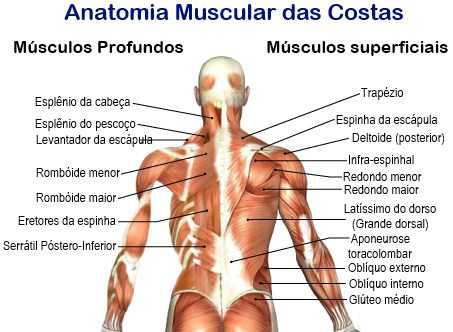 Anatomia Muscular das Costas
Músculos Profundos
Músculos superficiais
Esplênio da cabeça
Esplênio do pescoço
Levantador da escápula
Rombóide menor
Rombóide maior
Eretores da espinha
Serrátil Póstero-Inferior
Trapézio
Espinha da escápula
Deltoide (posterior)
Infra-espinhal
Redondo menor
Redondo maior
Latíssimo do dorso
(Grande dorsal)
Aponeurose
toracolombar
Oblíquo externo
Oblíquo interno
Glúteo médio